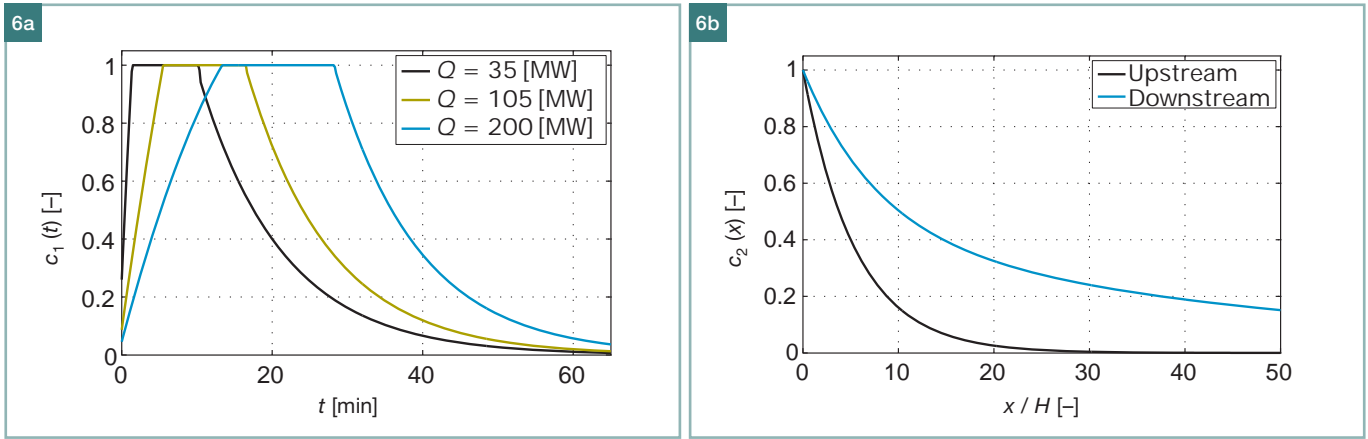 6a
1
0.8
0.6
0.4
0.2
0
c₁ (t) [–]
0 20 40 60
t [min]
Q = 35 [MW]
Q = 105 [MW]
Q = 200 [MW]
6b
1
0.8
0.6
0.4
0.2
0
c₂ (x) [–]
0 10 20 30 40 50
x / H [–]
Upstream
Downstream